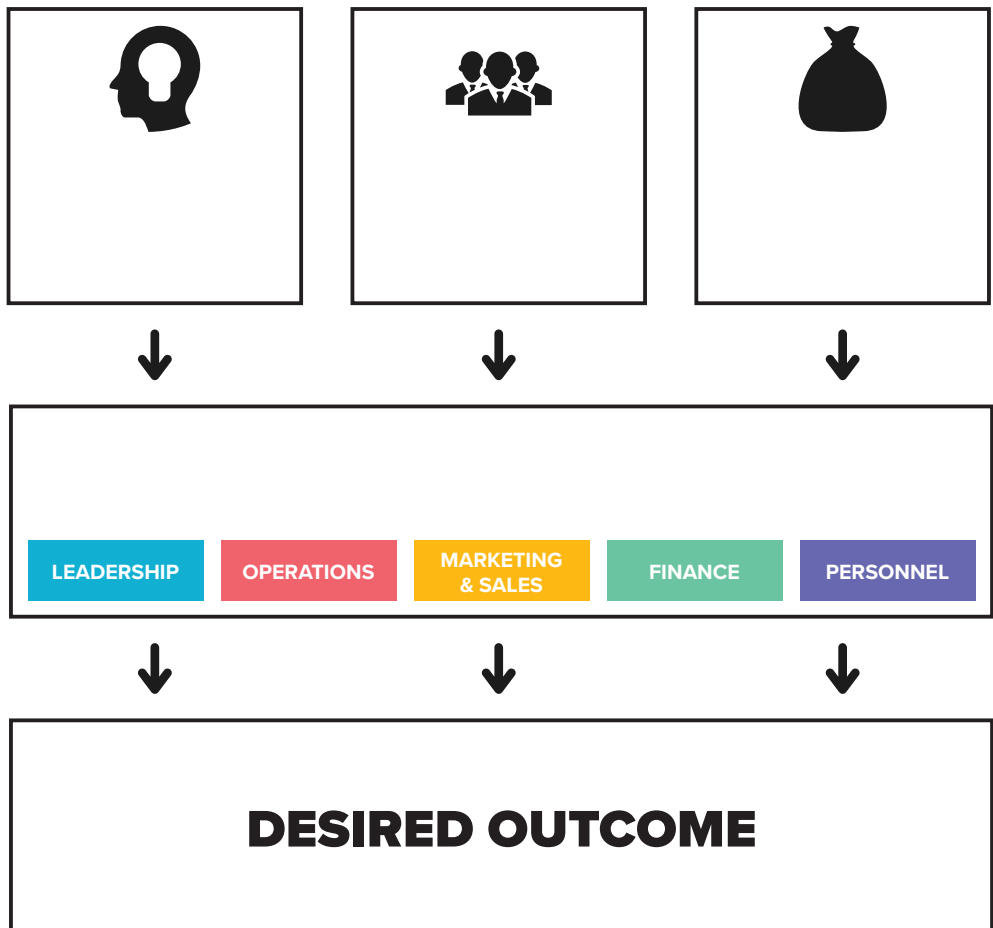 LEADERSHIP
OPERATIONS
MARKETING
& SALES
FINANCE
PERSONNEL
DESIRED OUTCOME